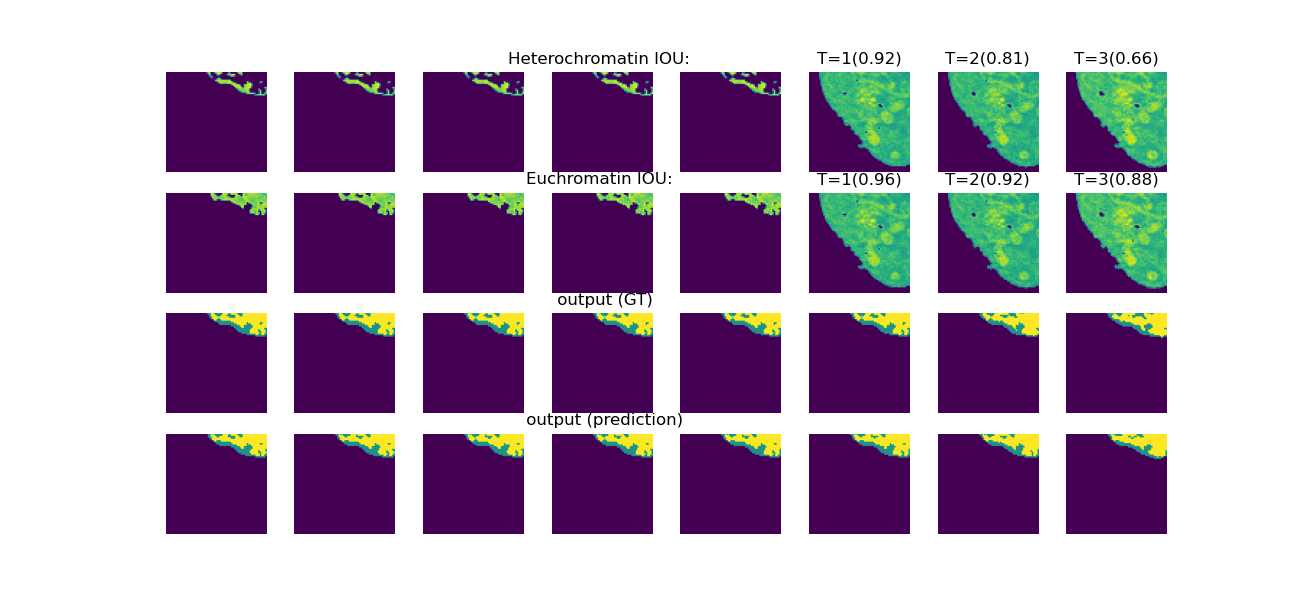 Heterochromatin IOU: T=1(0.92) T=2(0.81) T=3(0.66)
Euchromatin IOU: T=1(0.96) T=2(0.92) T=3(0.88)
output (GT)
output (prediction)